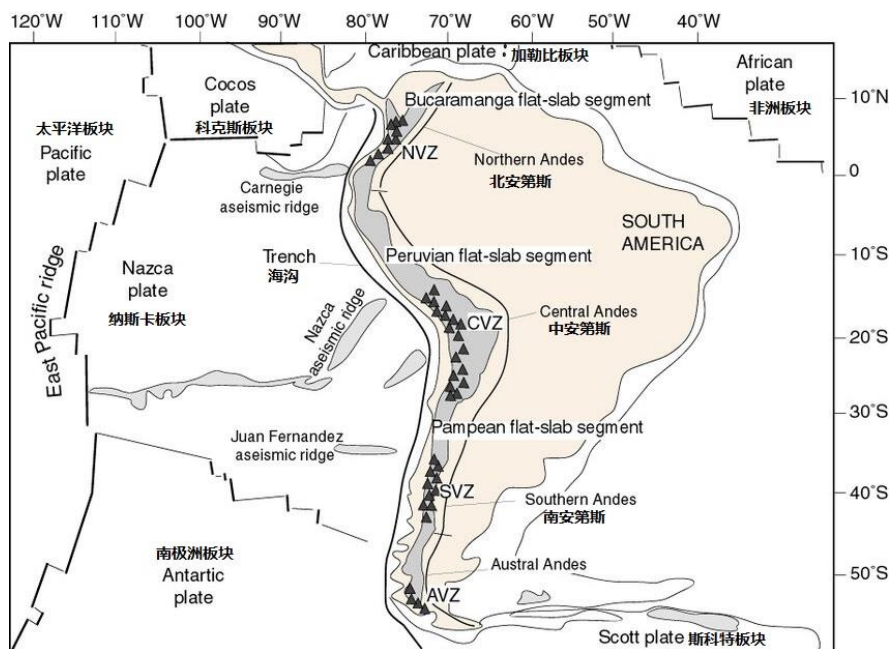 120°W 110°W 100°W 90°W 80°W 70°W 60°W 50°W 40°W
Caribbean plate 加勒比板块
African
plate
非洲板块
Cocos
plate
科克斯板块
太平洋板块
Pacific
plate
10°N
Bucaramanga flat-slab segment
NVZ
Northern Andes
北安第斯
Carnegie
aseismic ridge
0
SOUTH
AMERICA
Trench
海沟
Peruvian flat-slab segment
10°S
Nazca
plate
纳斯卡板块
East Pacific ridge
Nazca
aseismic ridge
CVZ
Central Andes
中安第斯
20°S
30°S
Pampean flat-slab segment
Juan Fernandez
aseismic ridge
SVZ
Southern Andes
南安第斯
40°S
南极洲板块
Antartic
plate
Austral Andes
AVZ
50°S
Scott plate 斯科特板块